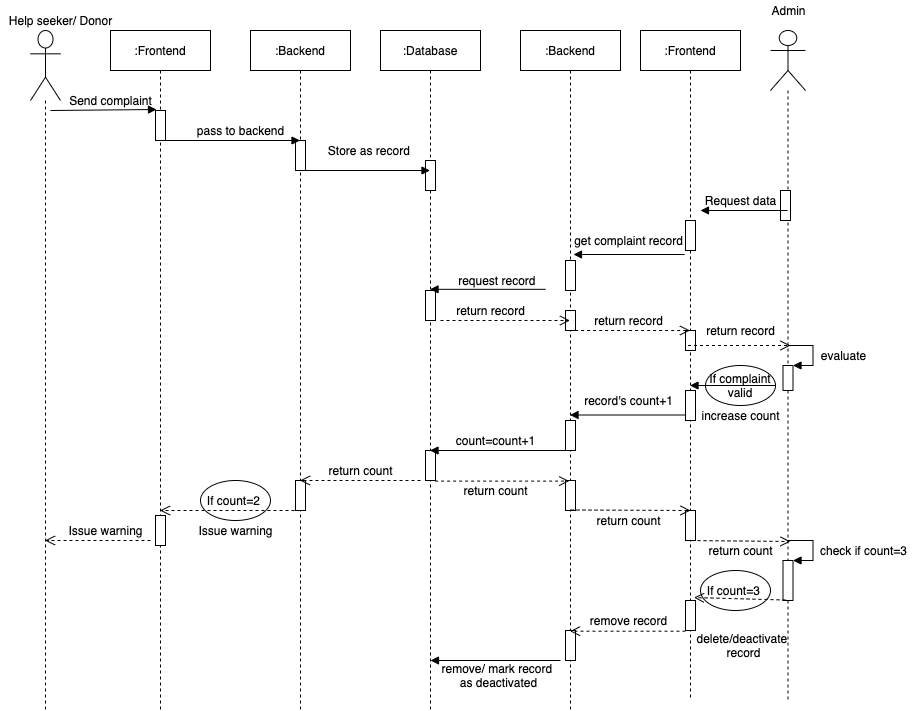 Help seeker/ Donor
Admin
:Frontend
:Backend
:Database
:Backend
:Frontend
Send complaint
pass to backend
Store as record
Request data
get complaint record
request record
return record
return record
return record
evaluate
If complaint
valid
record's count+1
increase count
count=count+1
return count
return count
If count=2
Issue warning
Issue warning
return count
return count
check if count=3
If count=3
remove record
delete/deactivate
record
remove/ mark record
as deactivated